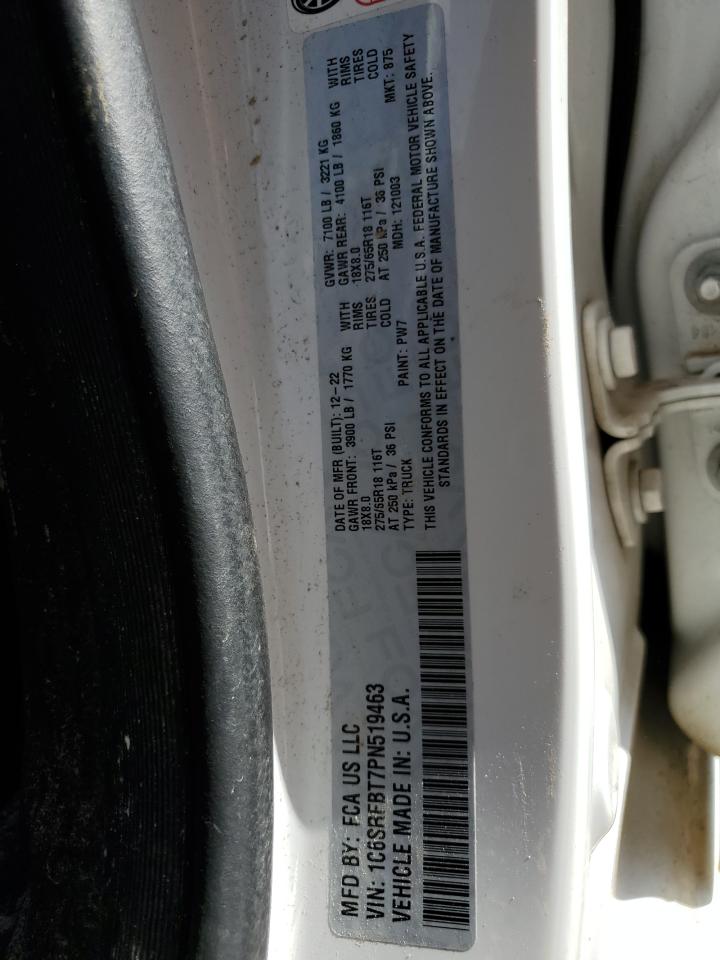 MFD BY: FCA US LLC
VIN: 1C6SRFBT7PN519463
VEHICLE MADE IN: U.S.A.
DATE OF MFR (BUILT): 12-22 GVWR: 7100 LB / 3221 KG
GAWR FRONT: 3900 LB / 1770 KG WITH GAWR REAR: 4100 LB / 1860 KG WITH
18X8.0 RIMS 18X8.0 RIMS
275/65R18 116T TIRES 275/65R18 116T TIRES
AT 250 kPa / 36 PSI COLD AT 250 kPa / 36 PSI COLD
TYPE: TRUCK PAINT: PW7 MDH: 121003 MKT: 875
THIS VEHICLE CONFORMS TO ALL APPLICABLE U.S.A. FEDERAL MOTOR VEHICLE SAFETY
STANDARDS IN EFFECT ON THE DATE OF MANUFACTURE SHOWN ABOVE.